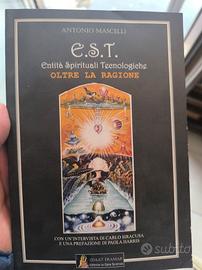 ANTONIO MASCELLI
E.S.T.
Entità Spirituali Tecnologiche
OLTRE LA RAGIONE
CON UN'INTERVISTA DI CARLO SIRACUSA
E UNA PREFAZIONE DI PAOLA HARRIS
subito